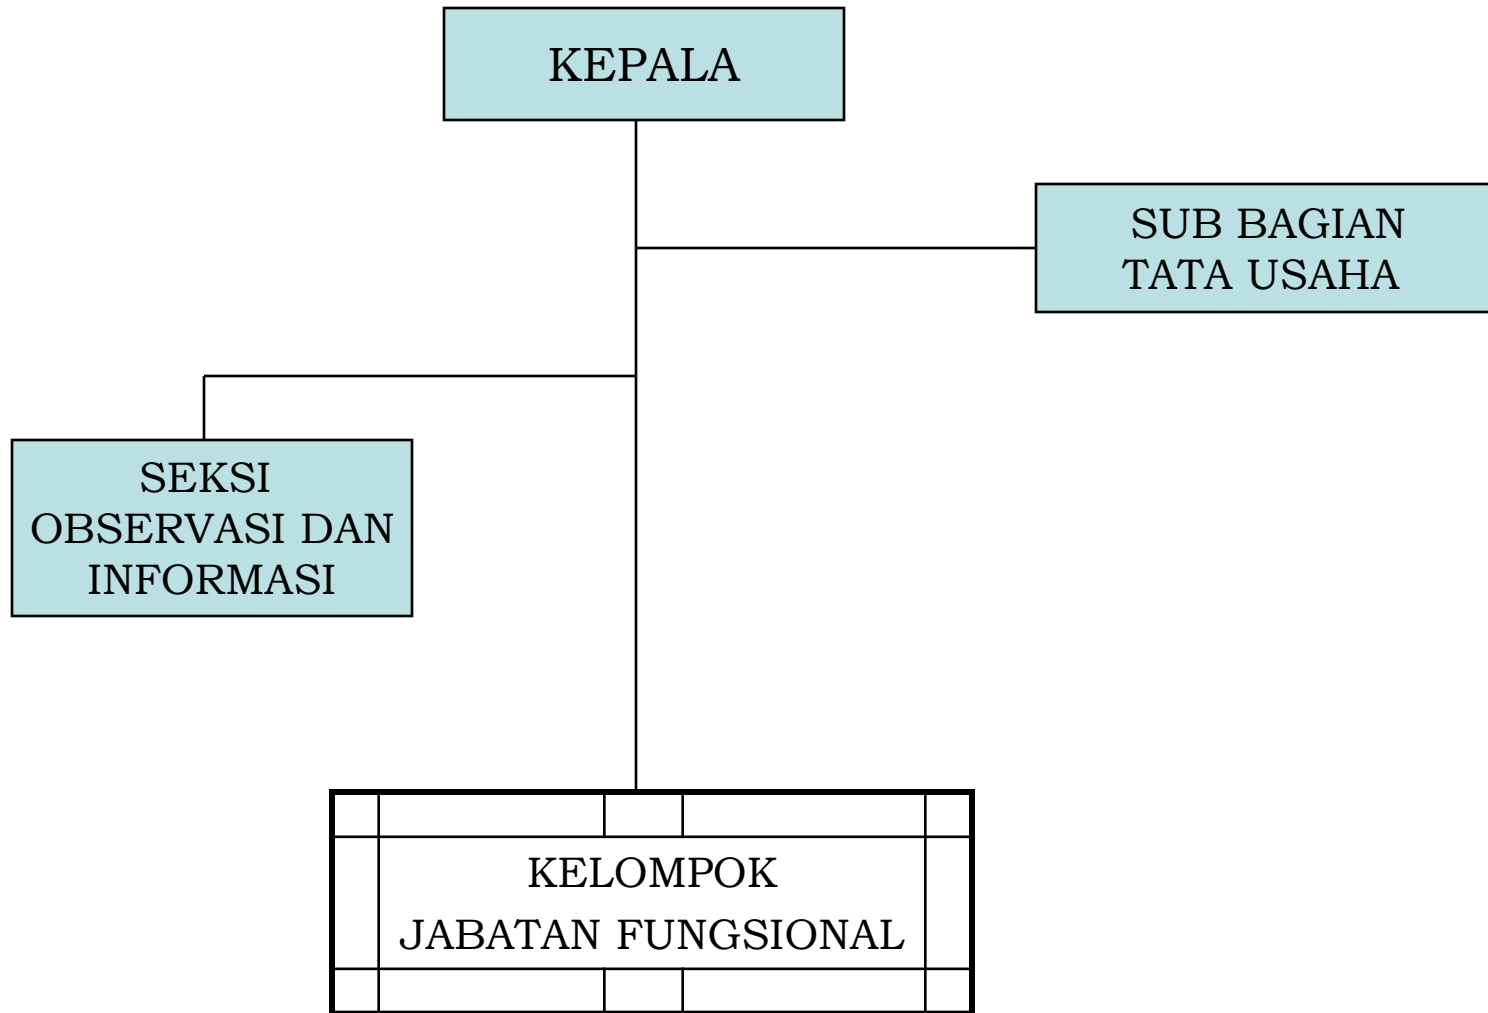 KEPALA
SUB BAGIAN
TATA USAHA
SEKSI
OBSERVASI DAN
INFORMASI
KELOMPOK
JABATAN FUNGSIONAL